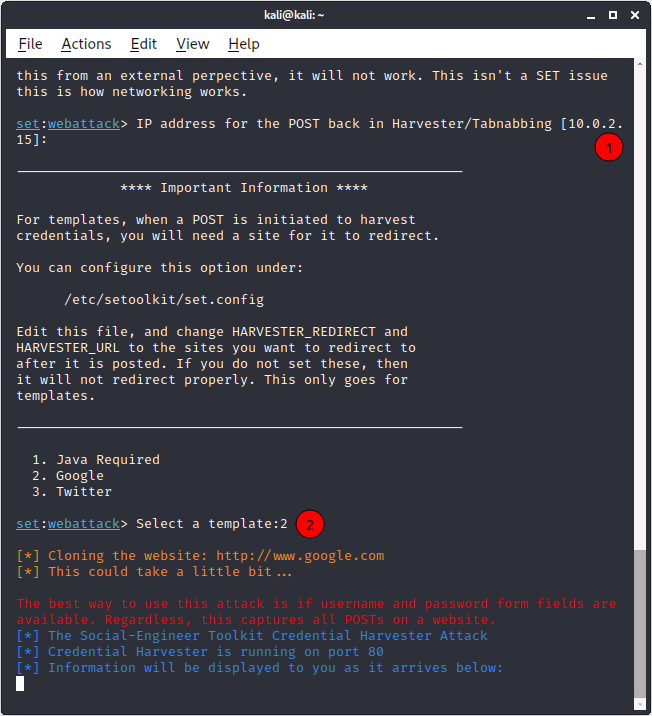 kali@kali: ~
File Actions Edit View Help
this from an external perpective, it will not work. This isn't a SET issue
this is how networking works.
set:webattack> IP address for the POST back in Harvester/Tabnabbing [10.0.2.
15]:
1
**** Important Information ****
For templates, when a POST is initiated to harvest
credentials, you will need a site for it to redirect.
You can configure this option under:
/etc/setoolkit/set.config
Edit this file, and change HARVESTER_REDIRECT and
HARVESTER_URL to the sites you want to redirect to
after it is posted. If you do not set these, then
it will not redirect properly. This only goes for
templates.
1. Java Required
2. Google
3. Twitter
set:webattack> Select a template:2
2
[*] Cloning the website: http://www.google.com
[*] This could take a little bit...
The best way to use this attack is if username and password form fields are
available. Regardless, this captures all POSTs on a website.
[*] The Social-Engineer Toolkit Credential Harvester Attack
[*] Credential Harvester is running on port 80
[*] Information will be displayed to you as it arrives below: